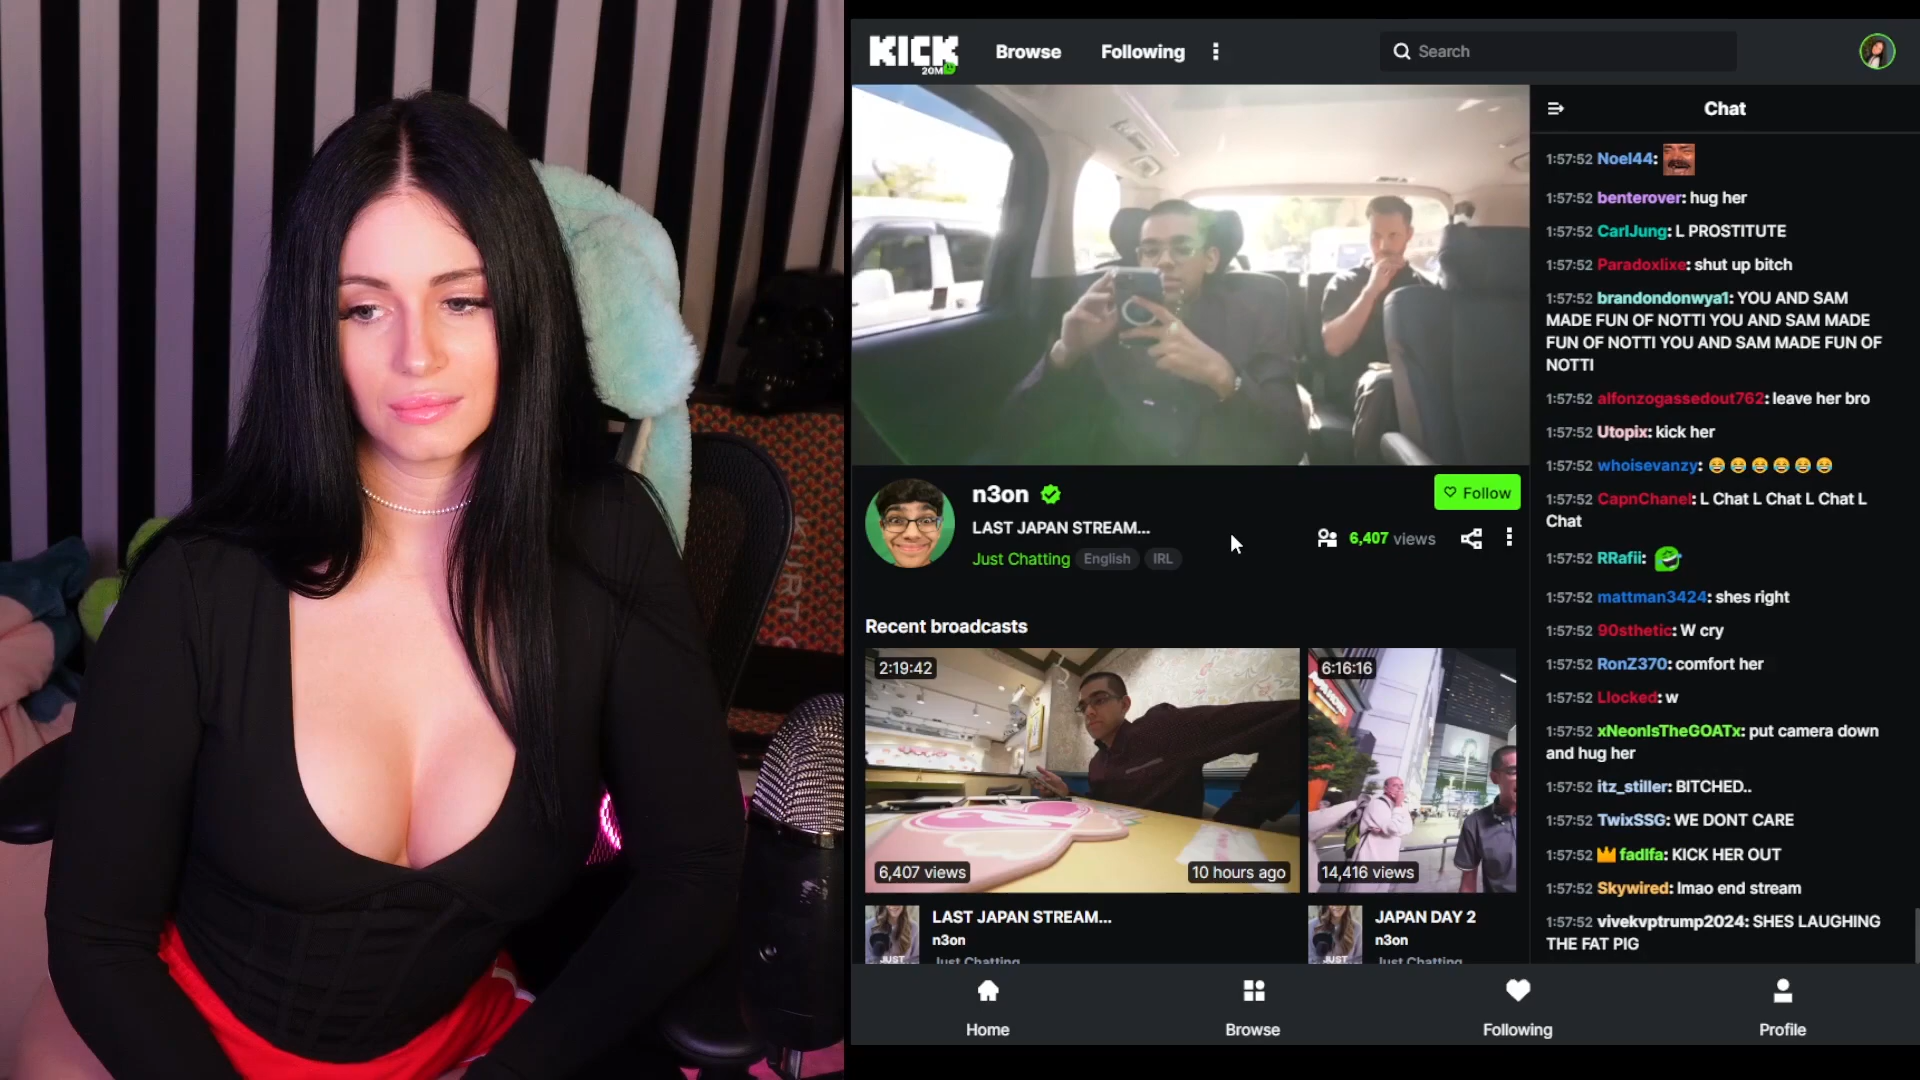 KICK
20M
Browse
Following
Search
Chat
1:57:52 Noel44:
1:57:52 benterover: hug her
1:57:52 CarlJung: L PROSTITUTE
1:57:52 Paradoxlixe: shut up bitch
1:57:52 brandondonwya1: YOU AND SAM
MADE FUN OF NOTTI YOU AND SAM MADE
FUN OF NOTTI YOU AND SAM MADE FUN OF
NOTTI
1:57:52 alfonzogassedout762: leave her bro
1:57:52 Utopix: kick her
1:57:52 whoisevanzy: 😂 😂 😂 😂 😂 😂
1:57:52 CapnChanel: L Chat L Chat L Chat L
Chat
1:57:52 RRafii:
1:57:52 mattman3424: shes right
1:57:52 90sthetic: W cry
1:57:52 RonZ370: comfort her
1:57:52 Llocked: w
1:57:52 xNeonIsTheGOATx: put camera down
and hug her
1:57:52 itz_stiller: BITCHED..
1:57:52 TwixSSG: WE DONT CARE
1:57:52 fadlfa: KICK HER OUT
1:57:52 Skywired: lmao end stream
1:57:52 vivekvptrump2024: SHES LAUGHING
THE FAT PIG
n3on
LAST JAPAN STREAM...
Just Chatting English IRL
Follow
6,407 views
Recent broadcasts
2:19:42
6,407 views
10 hours ago
6:16:16
14,416 views
LAST JAPAN STREAM...
n3on
Just Chatting
JUST
JAPAN DAY 2
n3on
Just Chatting
JUST
Home
Browse
Following
Profile